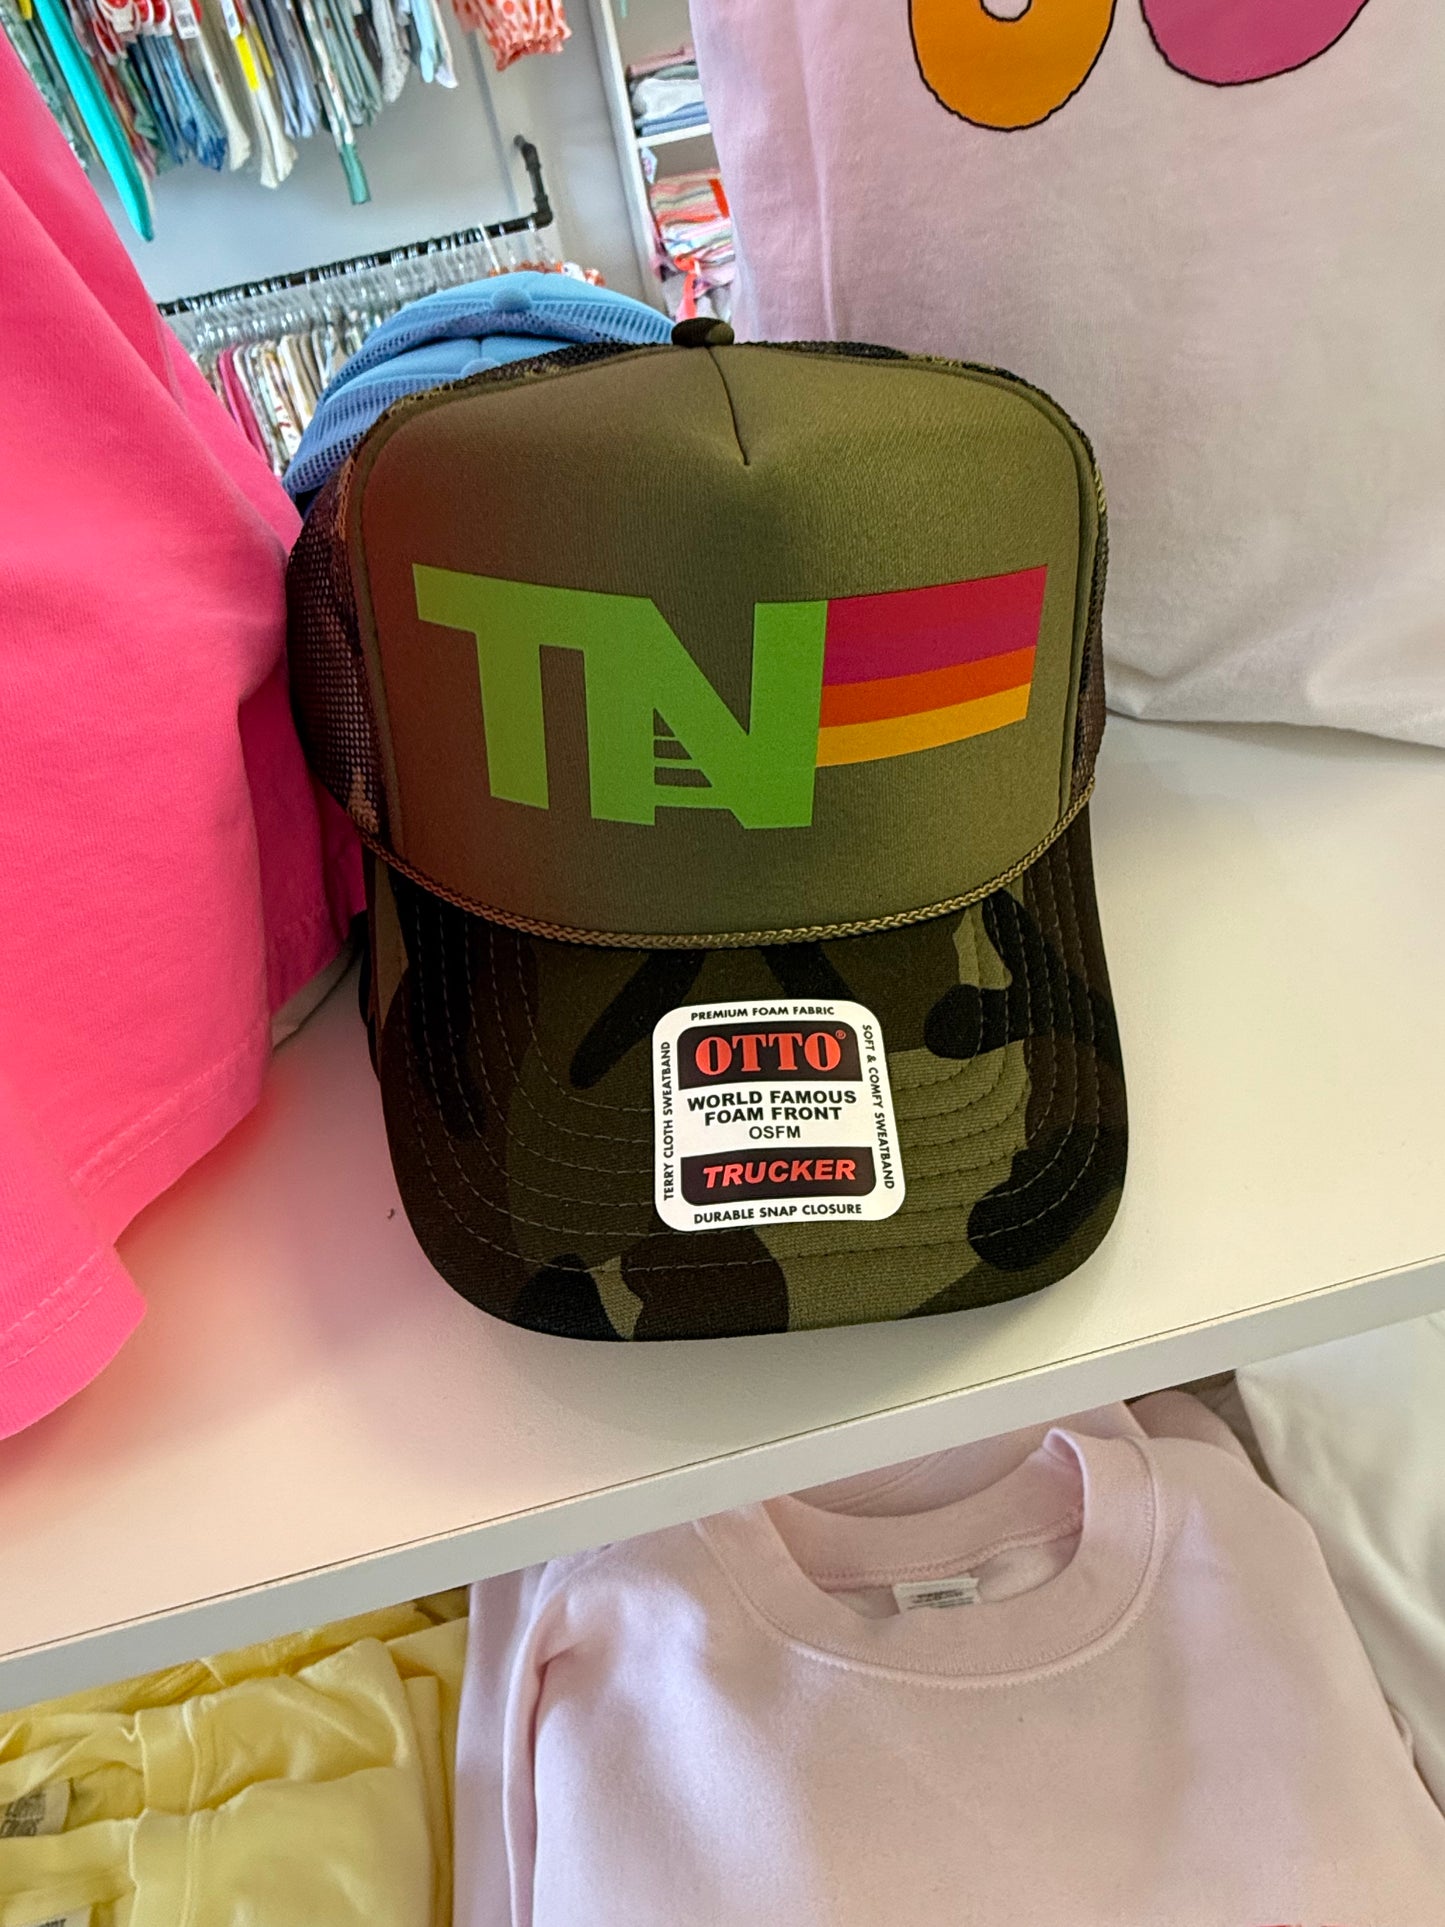 TN
PREMIUM FOAM FABRIC
OTTO®
WORLD FAMOUS
FOAM FRONT
OSFM
TRUCKER
DURABLE SNAP CLOSURE
TERRY CLOTH SWEATBAND
SOFT & COMFY SWEATBAND